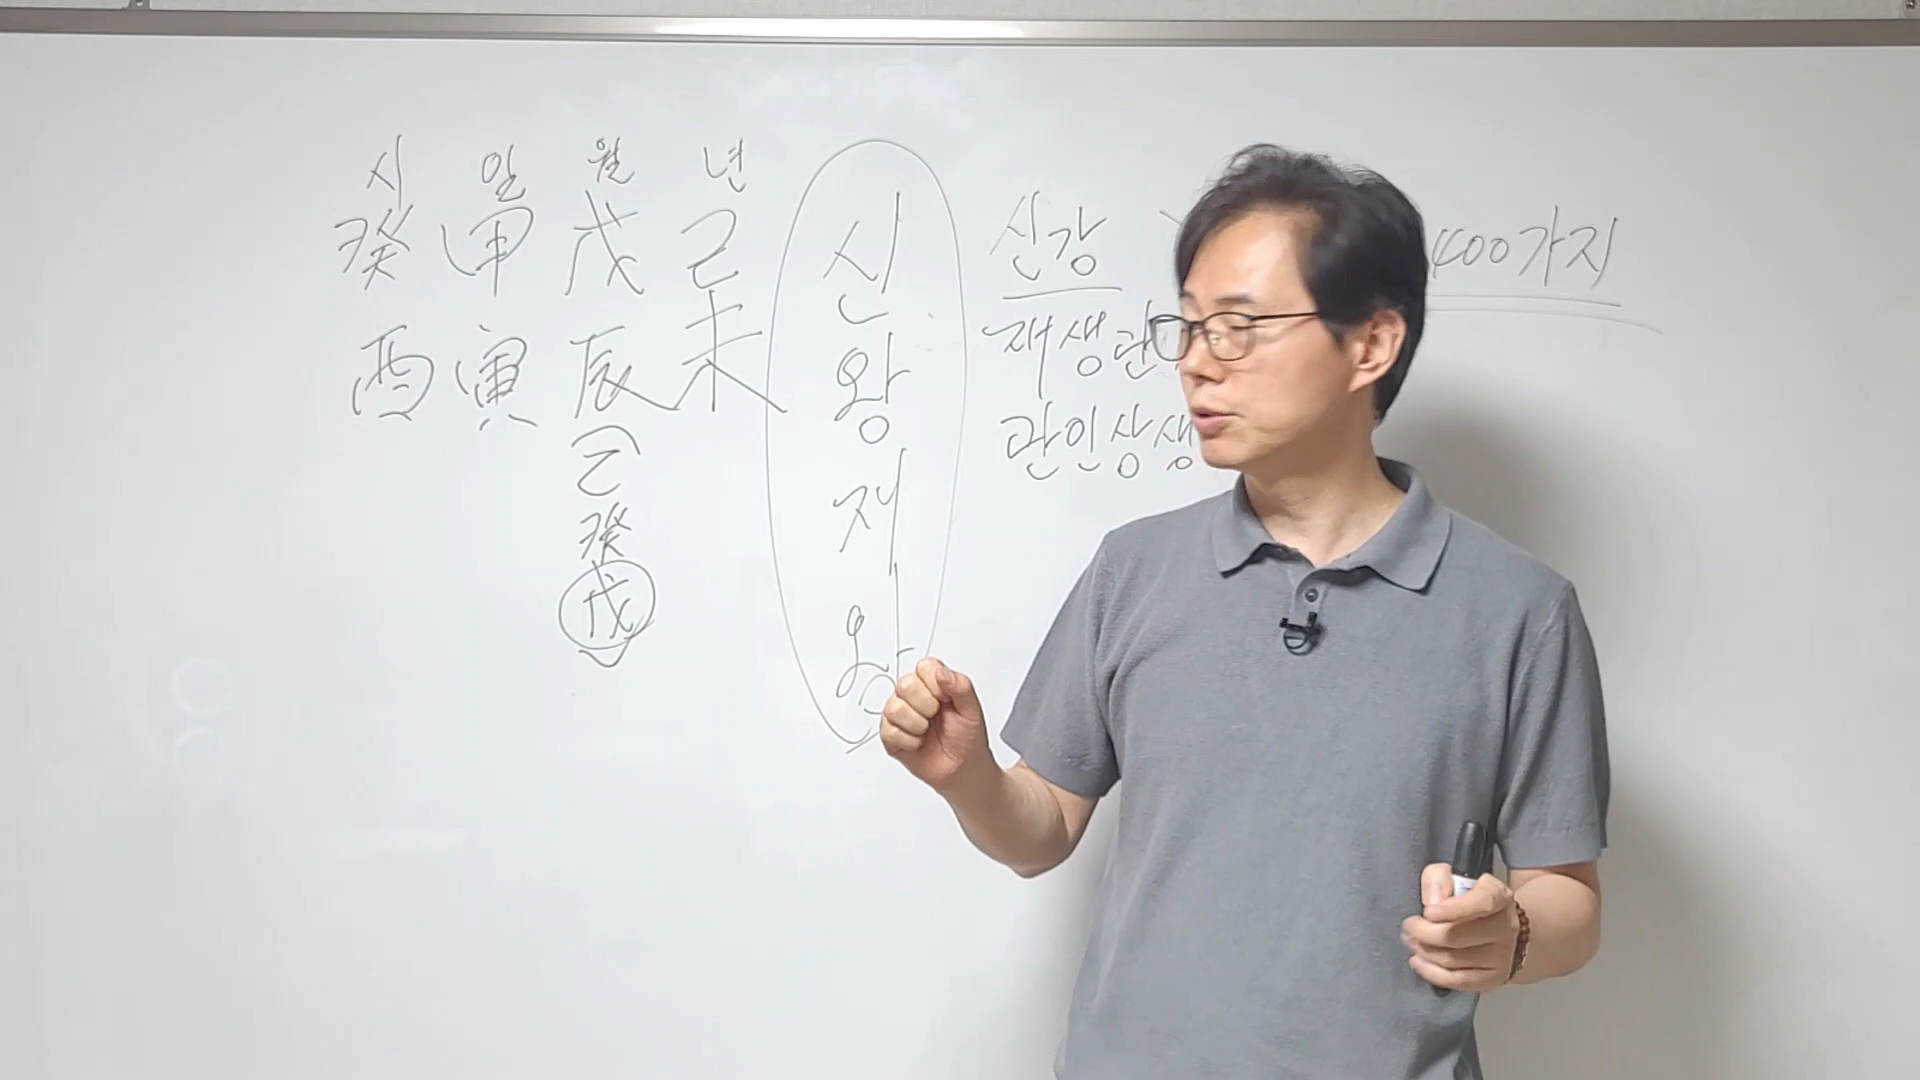 시 일 월 년
癸 甲 戊 己
酉 寅 辰 未
乙
癸
戊
신
왕
재
왕
신강
400가지
재생관
관인상생